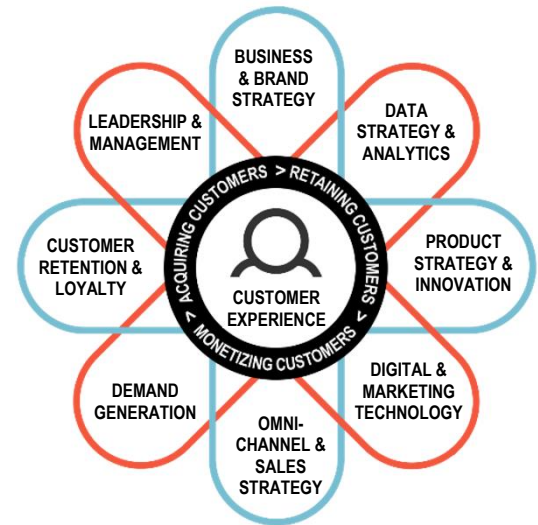 BUSINESS
& BRAND
STRATEGY
DATA
STRATEGY &
ANALYTICS
PRODUCT
STRATEGY &
INNOVATION
DIGITAL &
MARKETING
TECHNOLOGY
OMNI-
CHANNEL &
SALES
STRATEGY
DEMAND
GENERATION
CUSTOMER
RETENTION &
LOYALTY
LEADERSHIP &
MANAGEMENT
> ACQUIRING CUSTOMERS > RETAINING CUSTOMERS > MONETIZING CUSTOMERS
CUSTOMER
EXPERIENCE